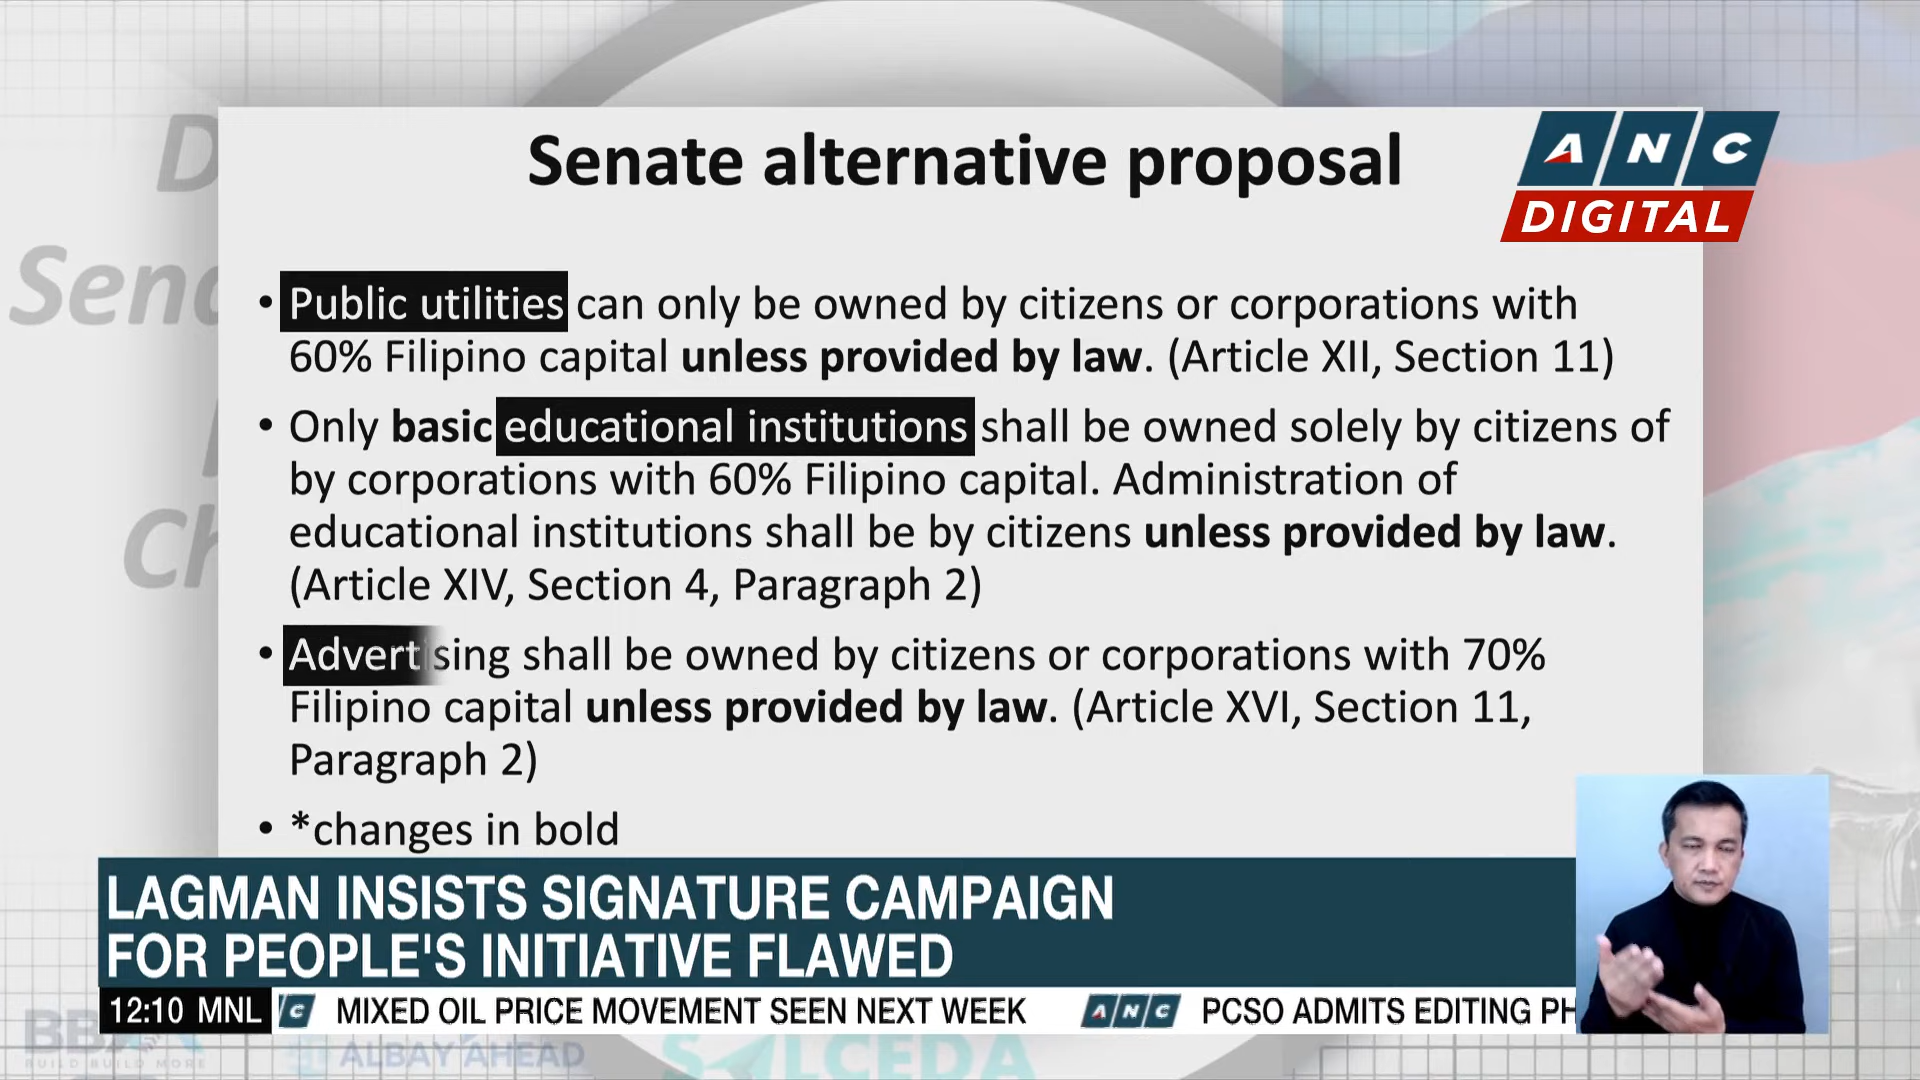 Senate alternative proposal
ANC
DIGITAL
• Public utilities can only be owned by citizens or corporations with
60% Filipino capital unless provided by law. (Article XII, Section 11)
• Only basic educational institutions shall be owned solely by citizens of
by corporations with 60% Filipino capital. Administration of
educational institutions shall be by citizens unless provided by law.
(Article XIV, Section 4, Paragraph 2)
• Advertising shall be owned by citizens or corporations with 70%
Filipino capital unless provided by law. (Article XVI, Section 11,
Paragraph 2)
• *changes in bold
LAGMAN INSISTS SIGNATURE CAMPAIGN
FOR PEOPLE'S INITIATIVE FLAWED
12:10 MNL C MIXED OIL PRICE MOVEMENT SEEN NEXT WEEK ANC PCSO ADMITS EDITING PH
BUILD BUILD MORE
ALBAY AHEAD
SALCEDA